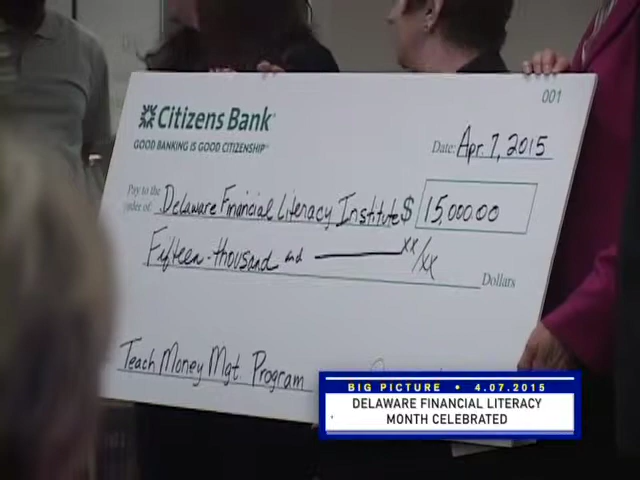 001
Citizens Bank
GOOD BANKING IS GOOD CITIZENSHIP
Date: Apr. 7, 2015
Pay to the order of: Delaware Financial Literacy Institute $ 15,000.00
Fifteen-thousand and xx/xx
Dollars
Teach Money Mgt. Program
BIG PICTURE • 4.07.2015
DELAWARE FINANCIAL LITERACY
MONTH CELEBRATED